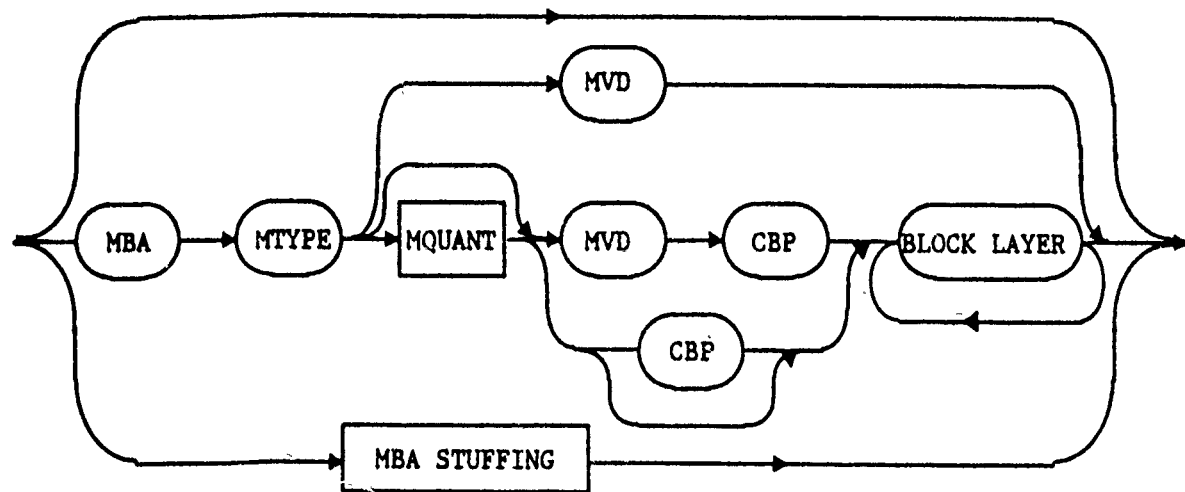 MVD
MBA
MTYPE
MQUANT
MVD
CBP
BLOCK LAYER
CBP
MBA STUFFING